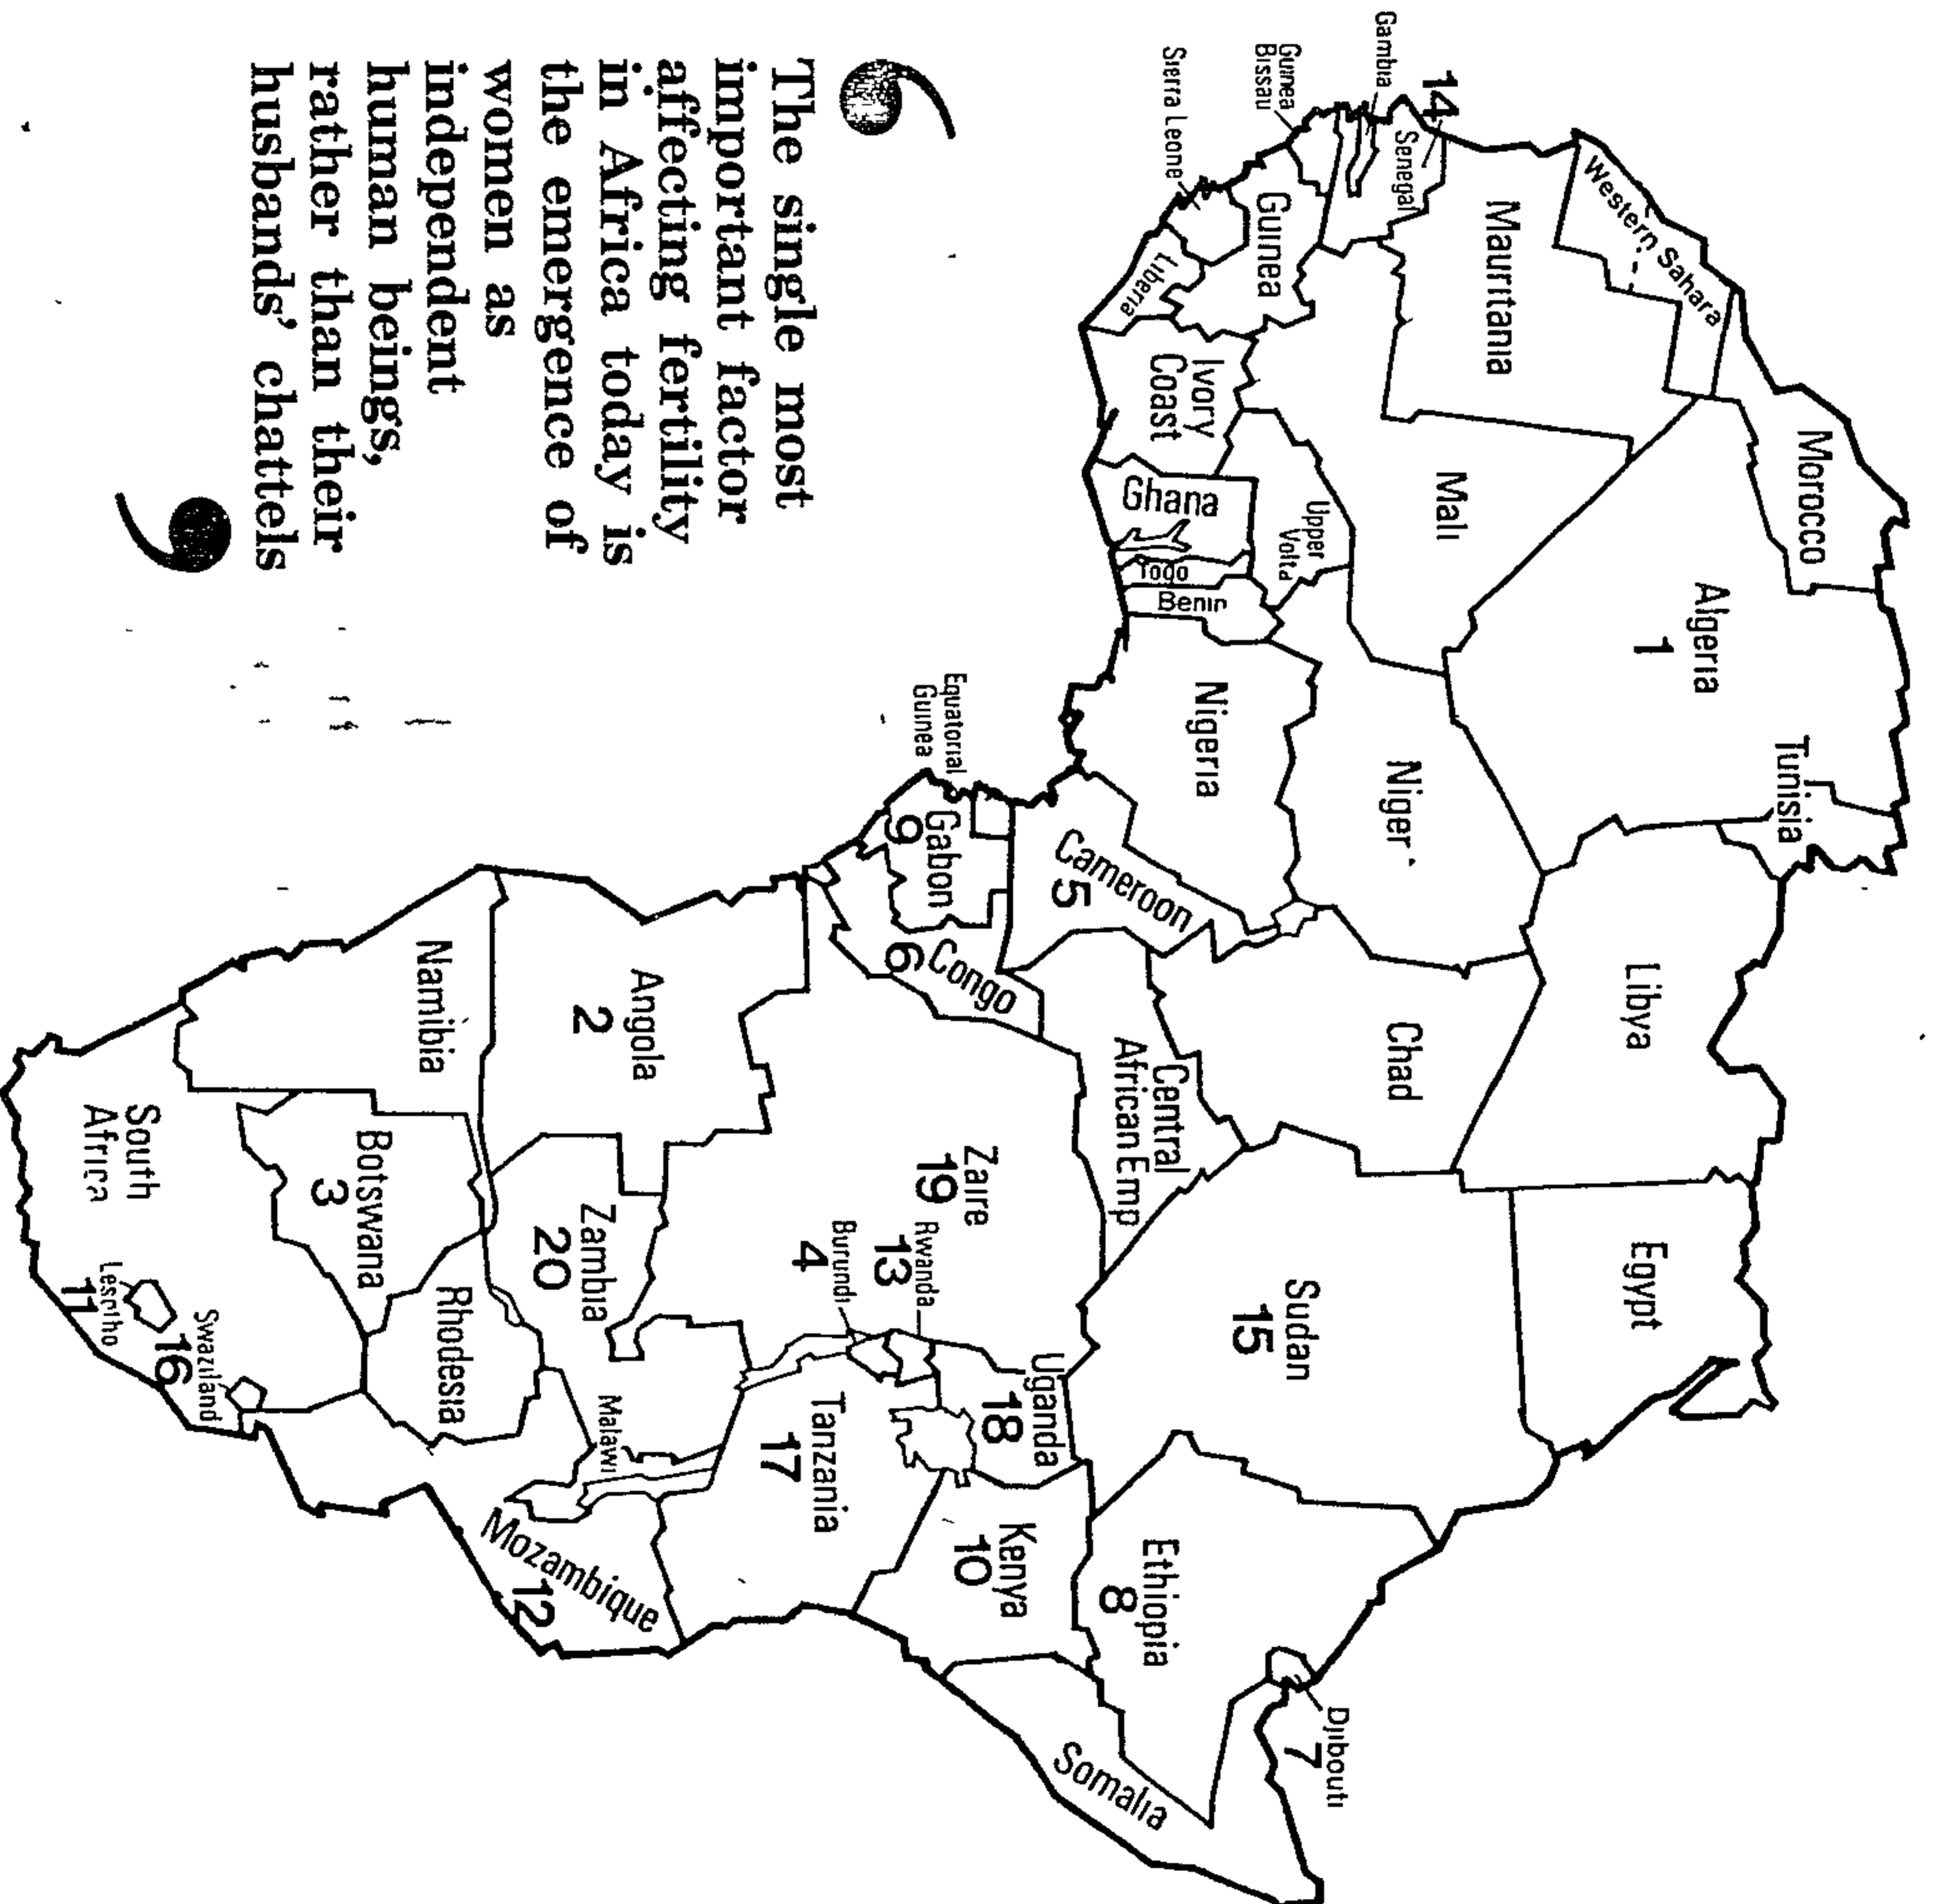 The single most
important factor
affecting fertility
in Africa today is
the emergence of
women as
independent
human beings,
rather than their
husbands' chattels
Morocco
Algeria
1
Tunisia
Libya
Egypt
Western Sahara
Mauritania
Mali
Niger
Chad
Sudan
15
14
Senegal
Gambia
Guinea
Bissau
Guinea
Sierra Leone
Liberia
Ivory
Coast
Upper
Volta
Ghana
Togo
Benin
Nigeria
Cameroon
5
Central
African Emp
Ethiopia
8
Djibouti
7
Somalia
Equatorial
Guinea
Gabon
9
Congo
6
Zaire
19
Rwanda
13
Burundi
4
Uganda
18
Kenya
10
Tanzania
17
Angola
2
Zambia
20
Malawi
Mozambique
12
Namibia
Botswana
3
Rhodesia
South
Africa
Lesotho
11
Swaziland
16